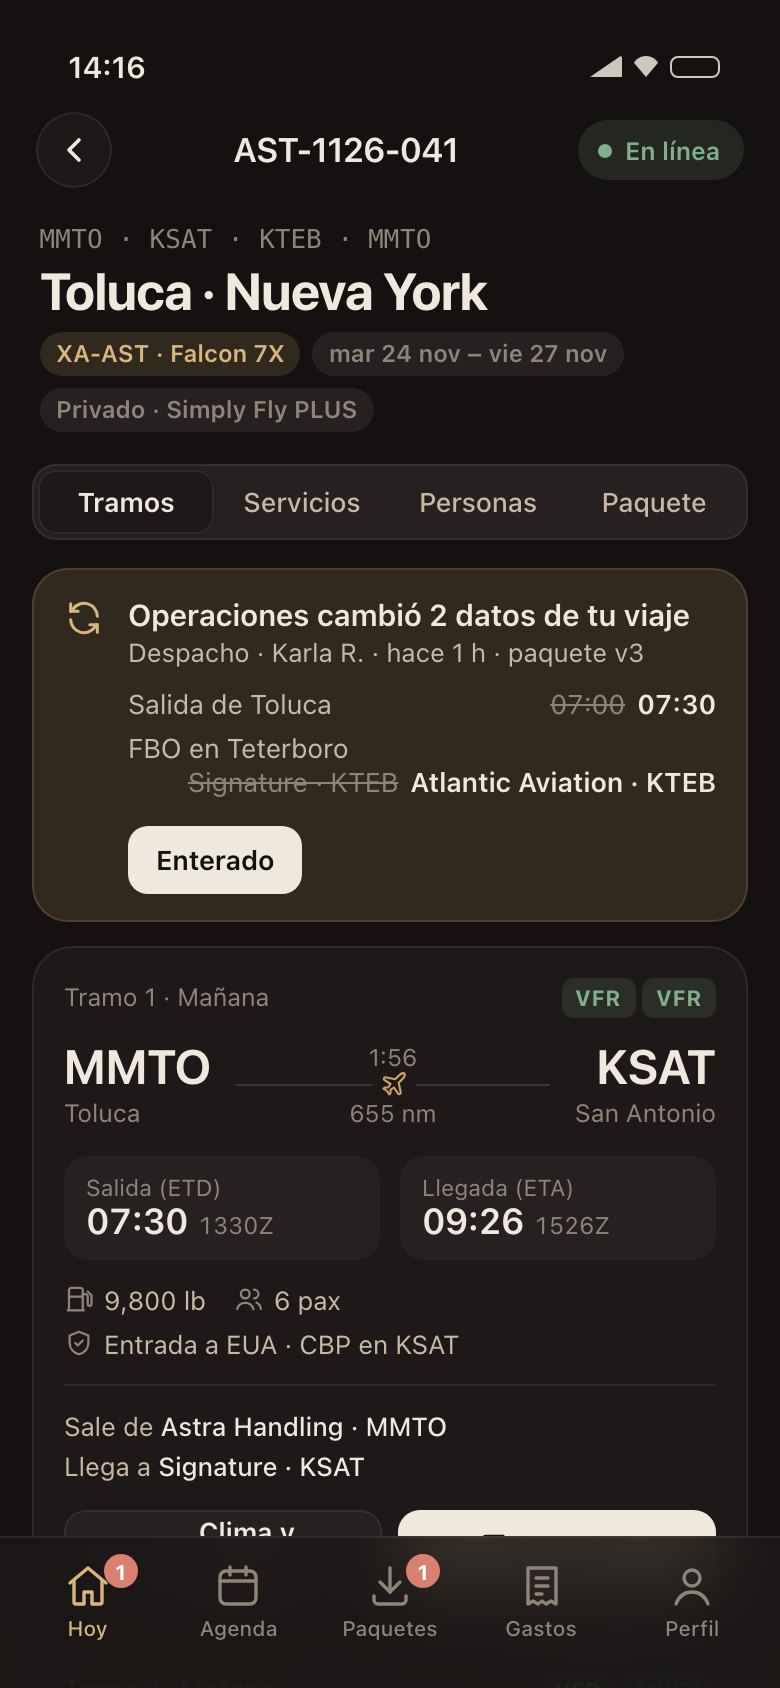 14:16
AST-1126-041
En línea
MMTO · KSAT · KTEB · MMTO
Toluca · Nueva York
XA-AST · Falcon 7X
mar 24 nov – vie 27 nov
Privado · Simply Fly PLUS
Tramos Servicios Personas Paquete
Operaciones cambió 2 datos de tu viaje
Despacho · Karla R. · hace 1 h · paquete v3
Salida de Toluca 07:00 07:30
FBO en Teterboro
Signature · KTEB Atlantic Aviation · KTEB
Enterado
Tramo 1 · Mañana VFR VFR
1:56
MMTO KSAT
Toluca 655 nm San Antonio
Salida (ETD) Llegada (ETA)
07:30 1330Z 09:26 1526Z
9,800 lb 6 pax
Entrada a EUA · CBP en KSAT
Sale de Astra Handling · MMTO
Llega a Signature · KSAT
Clima y
1 1
Hoy Agenda Paquetes Gastos Perfil